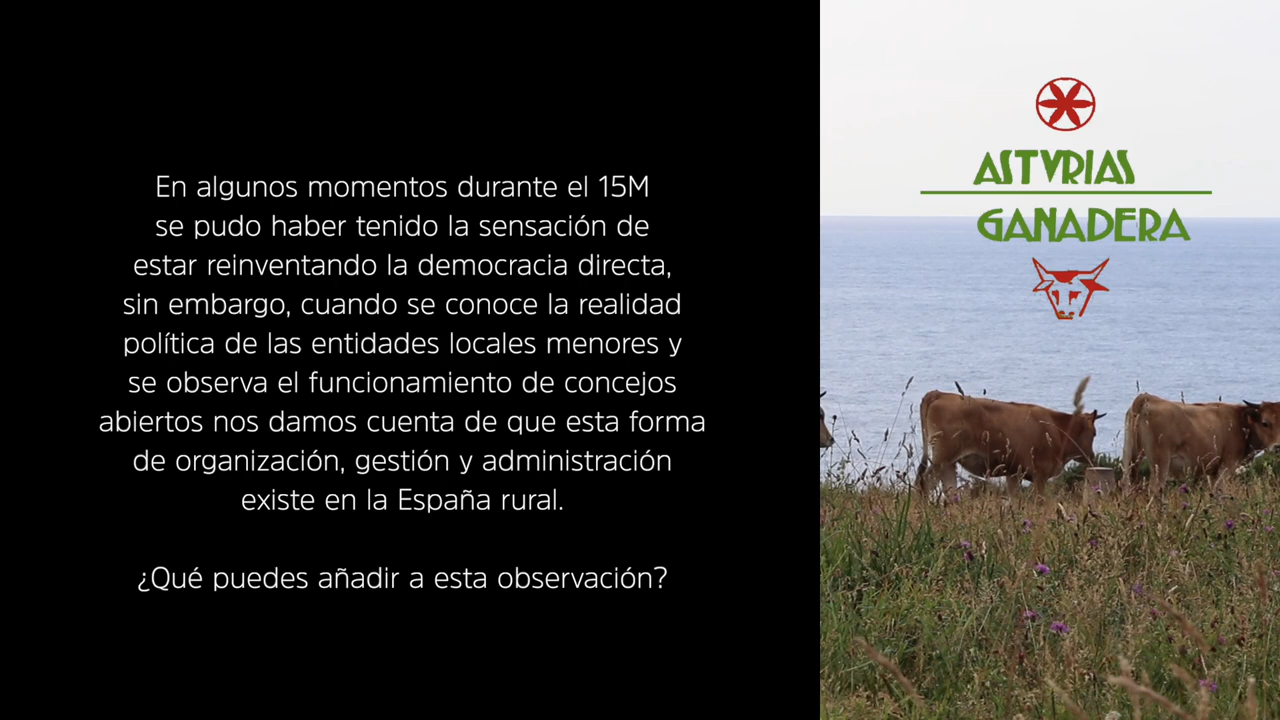 En algunos momentos durante el 15M
se pudo haber tenido la sensación de
estar reinventando la democracia directa,
sin embargo, cuando se conoce la realidad
política de las entidades locales menores y
se observa el funcionamiento de concejos
abiertos nos damos cuenta de que esta forma
de organización, gestión y administración
existe en la España rural.
¿Qué puedes añadir a esta observación?
ASTVRIAS
GANADERA